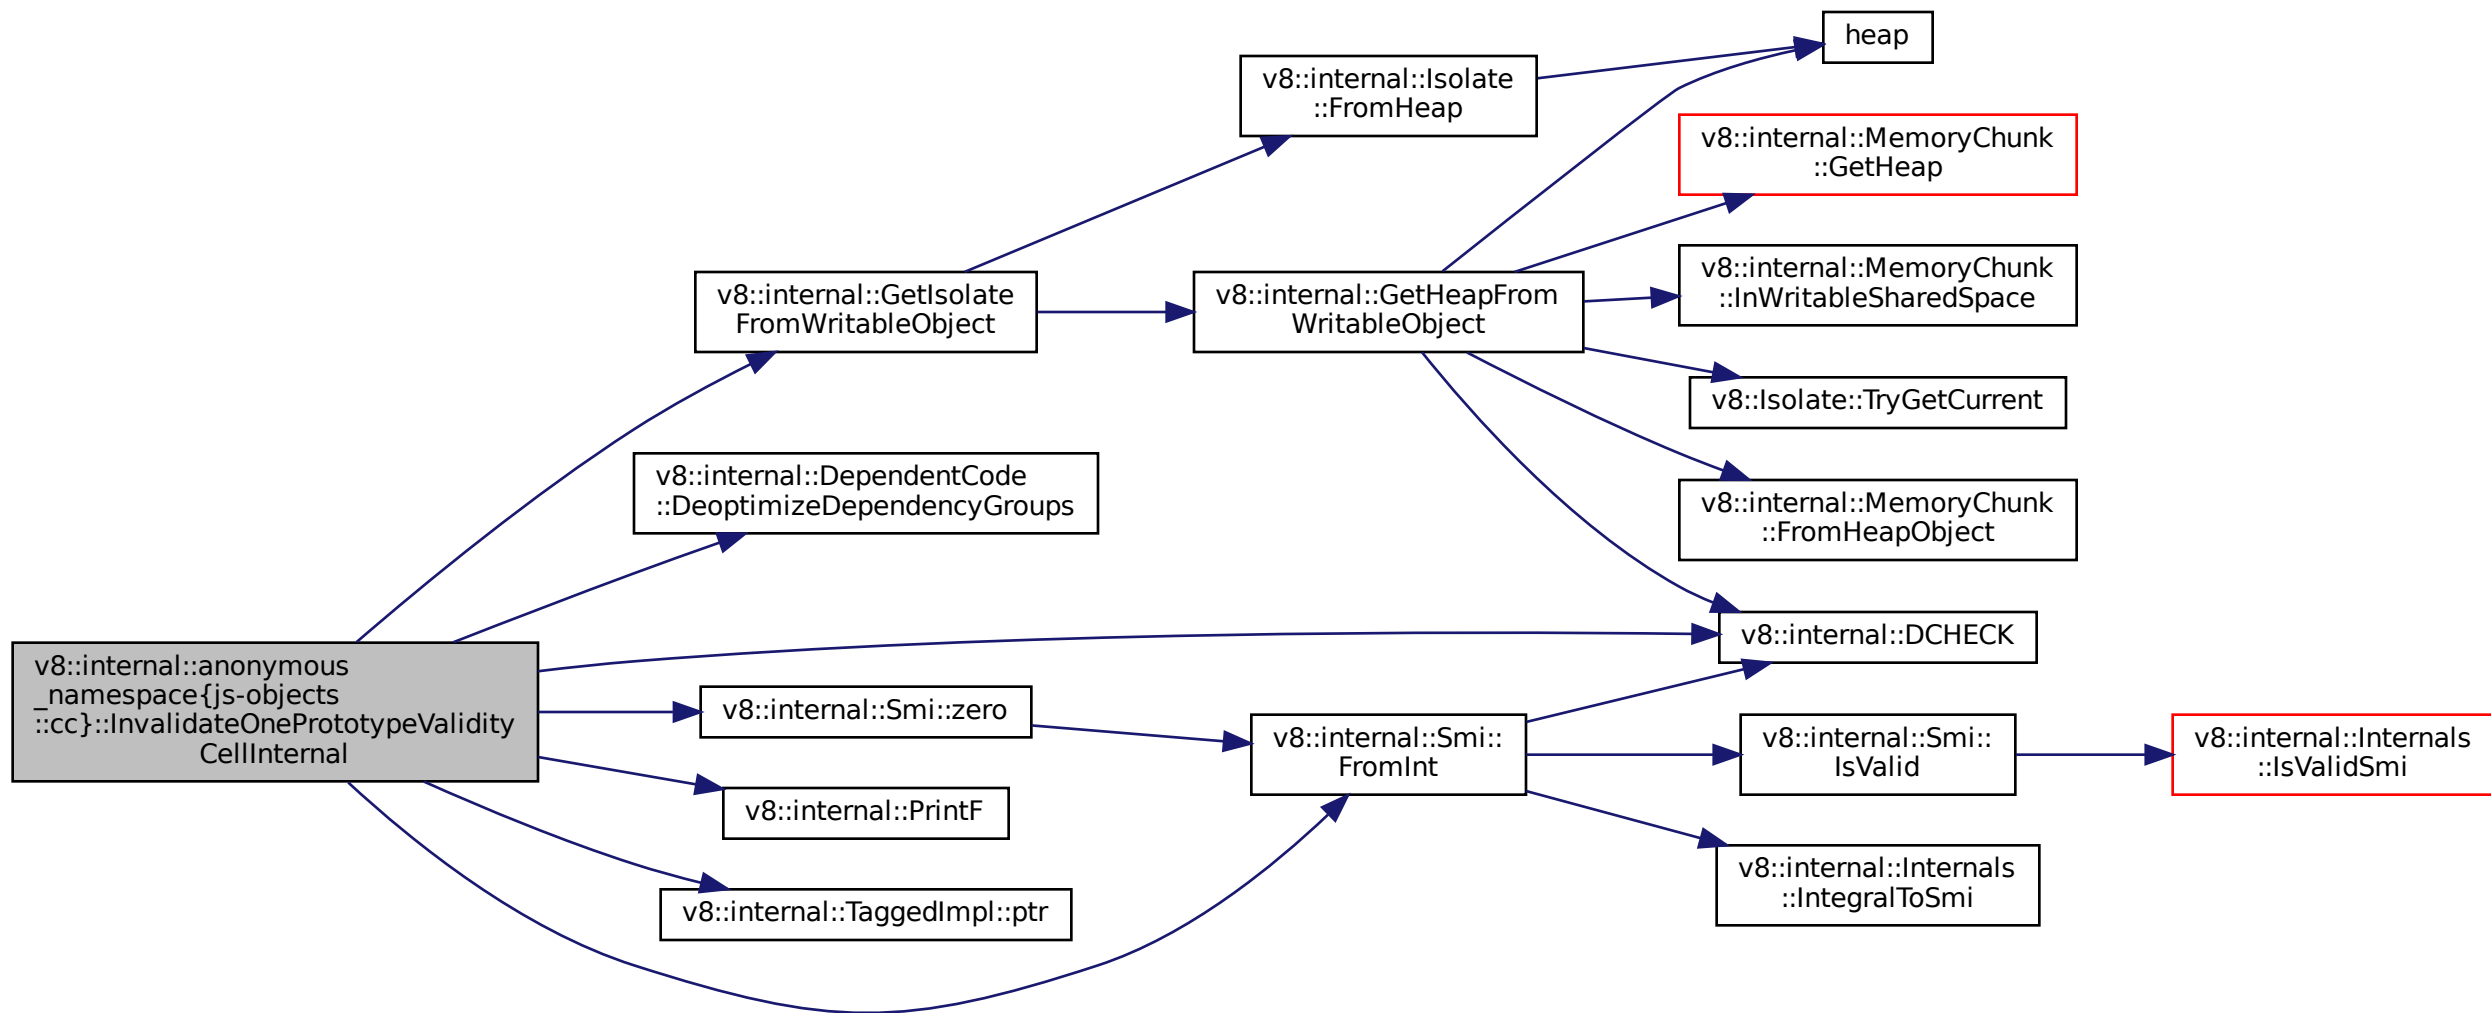 heap
v8::internal::Isolate
::FromHeap
v8::internal::MemoryChunk
::GetHeap
v8::internal::MemoryChunk
::InWritableSharedSpace
v8::internal::GetIsolate
FromWritableObject
v8::internal::GetHeapFrom
WritableObject
v8::Isolate::TryGetCurrent
v8::internal::DependentCode
::DeoptimizeDependencyGroups
v8::internal::MemoryChunk
::FromHeapObject
v8::internal::DCHECK
v8::internal::anonymous
_namespace{js-objects
::cc}::InvalidateOnePrototypeValidity
CellInternal
v8::internal::Smi::zero
v8::internal::Smi::
FromInt
v8::internal::Smi::
IsValid
v8::internal::Internals
::IsValidSmi
v8::internal::PrintF
v8::internal::Internals
::IntegralToSmi
v8::internal::TaggedImpl::ptr